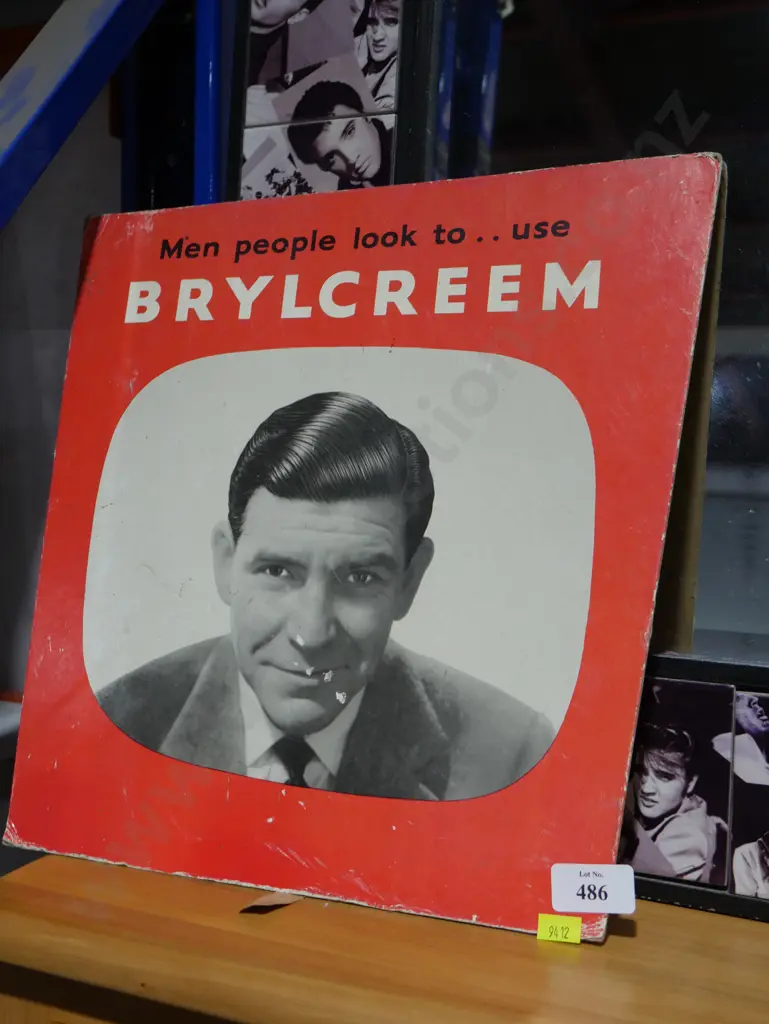 Men people look to.. use
BRYLCREEM
Lot No.
486
9412